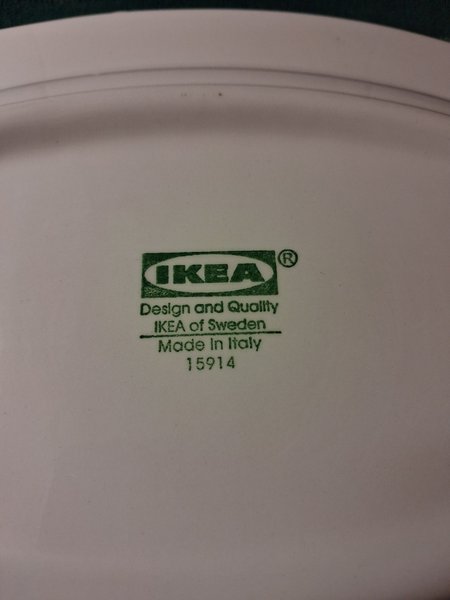 IKEA®
Design and Quality
IKEA of Sweden
Made in Italy
15914